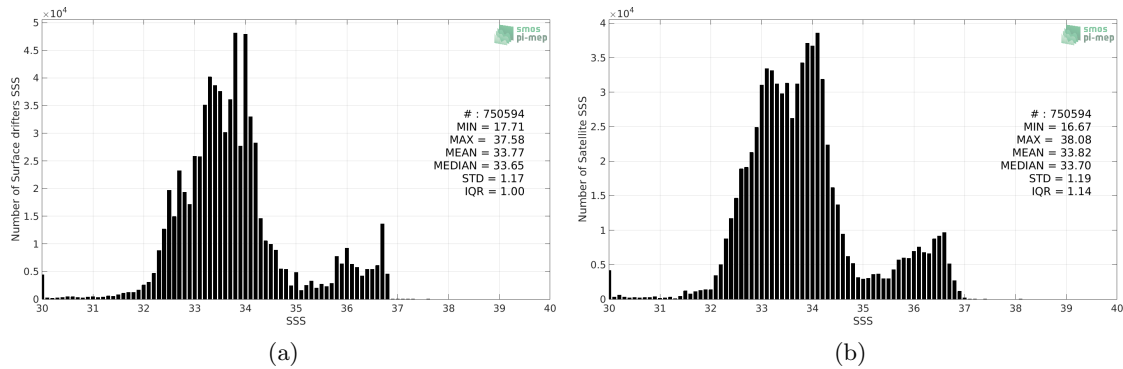 ×10⁴
5
4.5
4
3.5
3
2.5
2
1.5
1
0.5
0
Number of Surface drifters SSS
smos
pi-mep
# : 750594
MIN = 17.71
MAX = 37.58
MEAN = 33.77
MEDIAN = 33.65
STD = 1.17
IQR = 1.00
30 31 32 33 34 35 36 37 38 39 40
SSS
(a)
×10⁴
4
3.5
3
2.5
2
1.5
1
0.5
0
Number of Satellite SSS
smos
pi-mep
# : 750594
MIN = 16.67
MAX = 38.08
MEAN = 33.82
MEDIAN = 33.70
STD = 1.19
IQR = 1.14
30 31 32 33 34 35 36 37 38 39 40
SSS
(b)